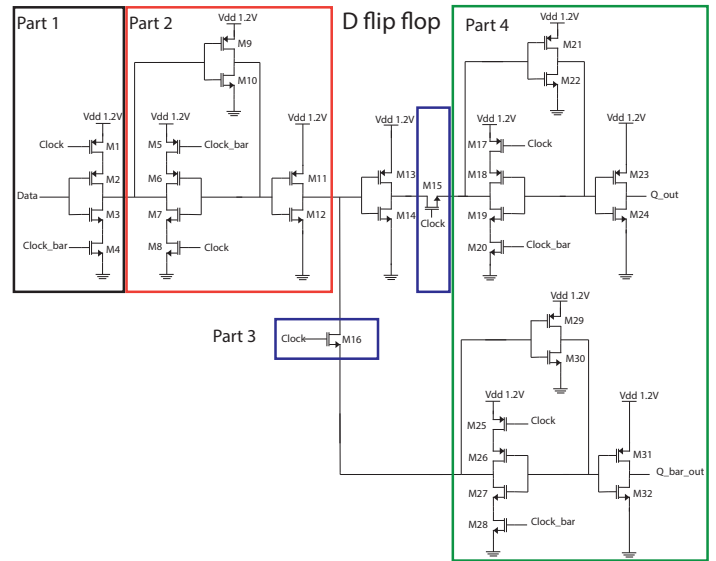 Part 1
Part 2
D flip flop
Part 4
Vdd 1.2V
M9
M10
Vdd 1.2V
M21
M22
Vdd 1.2V
Clock
M1
Data
M2
M3
Clock_bar
M4
Vdd 1.2V
M5
Clock_bar
M6
M7
M8
Clock
Vdd 1.2V
M11
M12
Vdd 1.2V
M13
M14
M15
Clock
Vdd 1.2V
M17
Clock
M18
M19
M20
Clock_bar
Vdd 1.2V
M23
Q_out
M24
Part 3
Clock
M16
Vdd 1.2V
M29
M30
Vdd 1.2V
M25
Clock
M26
M27
M28
Clock_bar
Vdd 1.2V
M31
Q_bar_out
M32